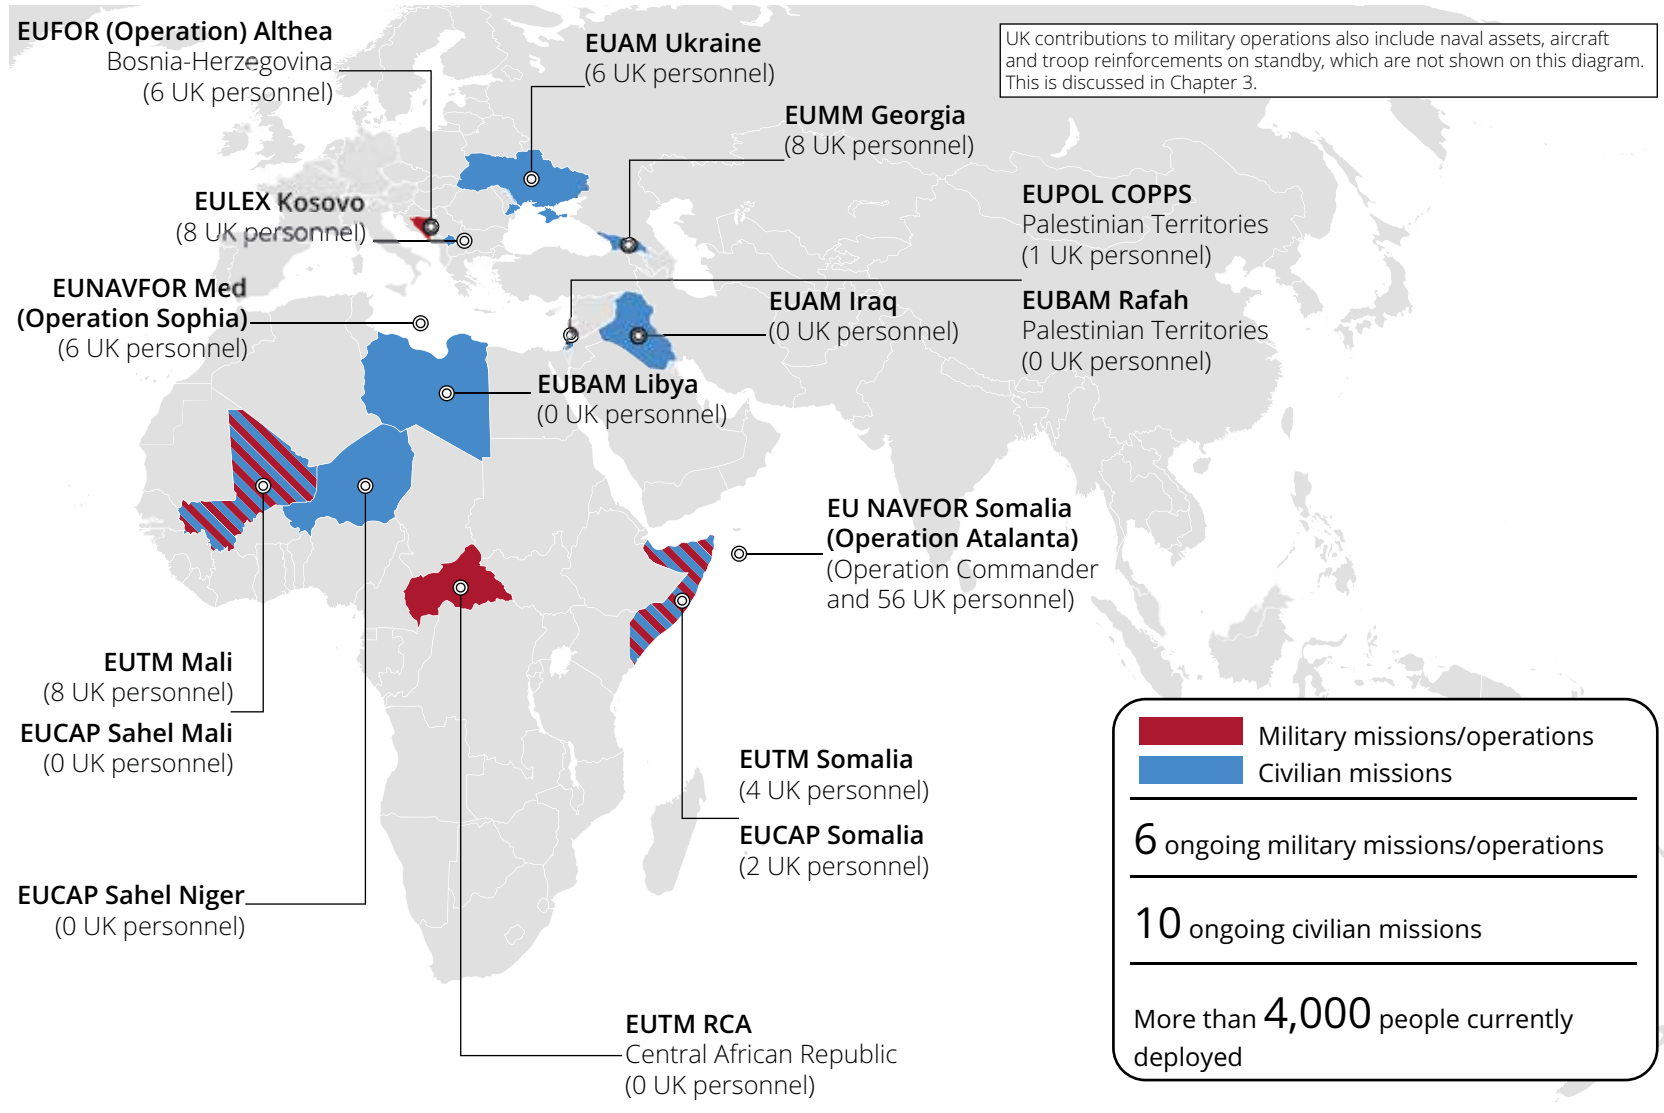 EUFOR (Operation) Althea
Bosnia-Herzegovina
(6 UK personnel)
EUAM Ukraine
(6 UK personnel)
UK contributions to military operations also include naval assets, aircraft
and troop reinforcements on standby, which are not shown on this diagram.
This is discussed in Chapter 3.
EUMM Georgia
(8 UK personnel)
EULEX Kosovo
(8 UK personnel)
EUPOL COPPS
Palestinian Territories
(1 UK personnel)
EUBAM Rafah
Palestinian Territories
(0 UK personnel)
EUNAVFOR Med
(Operation Sophia)
(6 UK personnel)
EUAM Iraq
(0 UK personnel)
EUBAM Libya
(0 UK personnel)
EU NAVFOR Somalia
(Operation Atalanta)
(Operation Commander
and 56 UK personnel)
EUTM Mali
(8 UK personnel)
EUCAP Sahel Mali
(0 UK personnel)
EUTM Somalia
(4 UK personnel)
EUCAP Somalia
(2 UK personnel)
EUCAP Sahel Niger
(0 UK personnel)
EUTM RCA
Central African Republic
(0 UK personnel)
Military missions/operations
Civilian missions
6 ongoing military missions/operations
10 ongoing civilian missions
More than 4,000 people currently
deployed